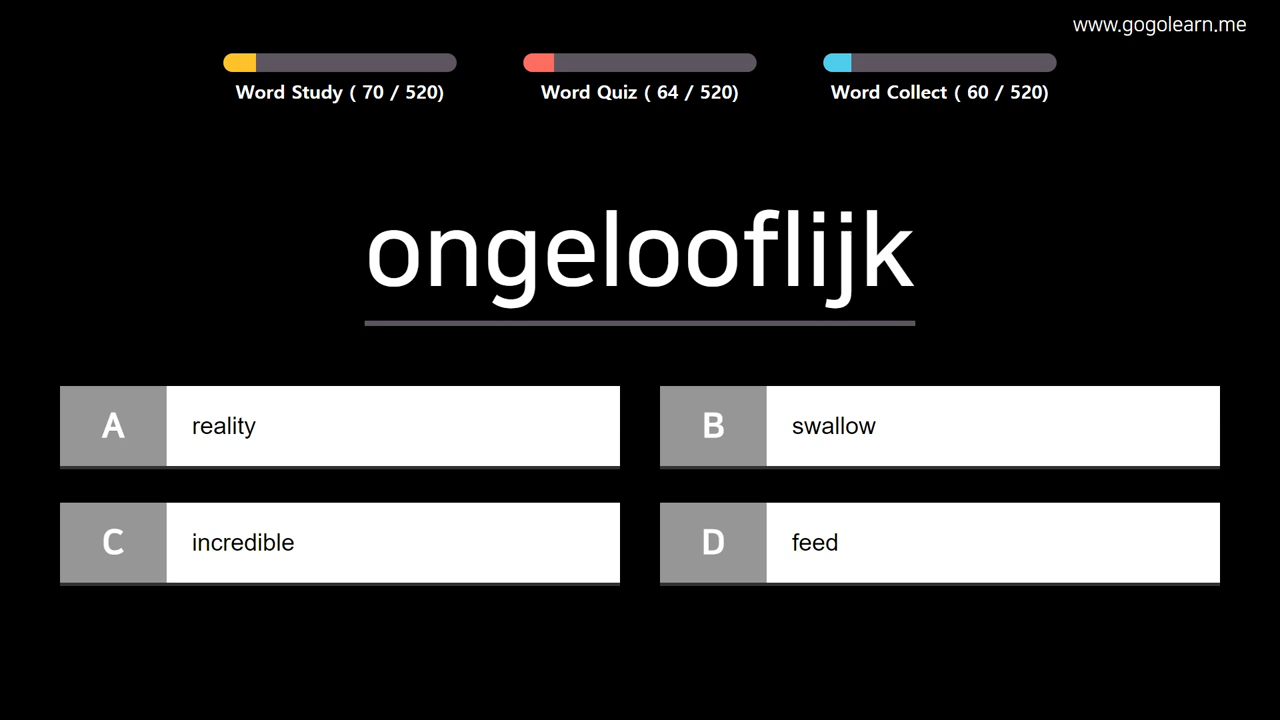 www.gogolearn.me
Word Study ( 70 / 520)
Word Quiz ( 64 / 520)
Word Collect ( 60 / 520)
ongelooflijk
A reality
B swallow
C incredible
D feed